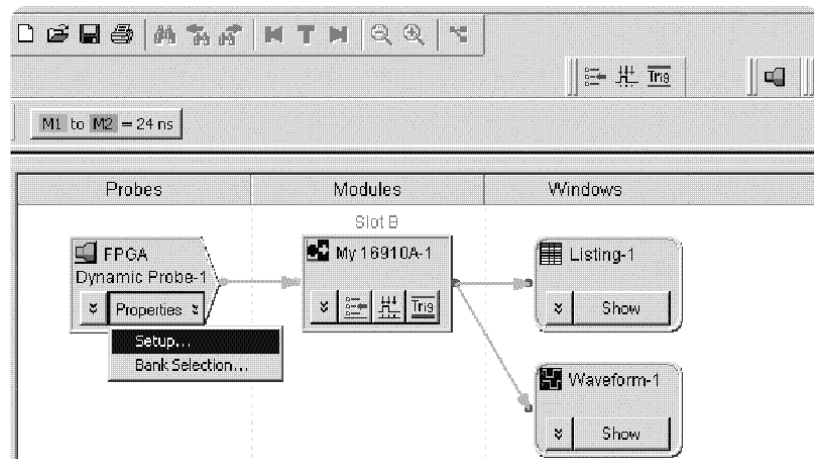 T
Trig
M1 to M2 = 24 ns
Probes Modules Windows
Slot B
FPGA
Dynamic Probe-1
Properties
My 16910A-1
Trig
Listing-1
Show
Setup...
Bank Selection...
Waveform-1
Show